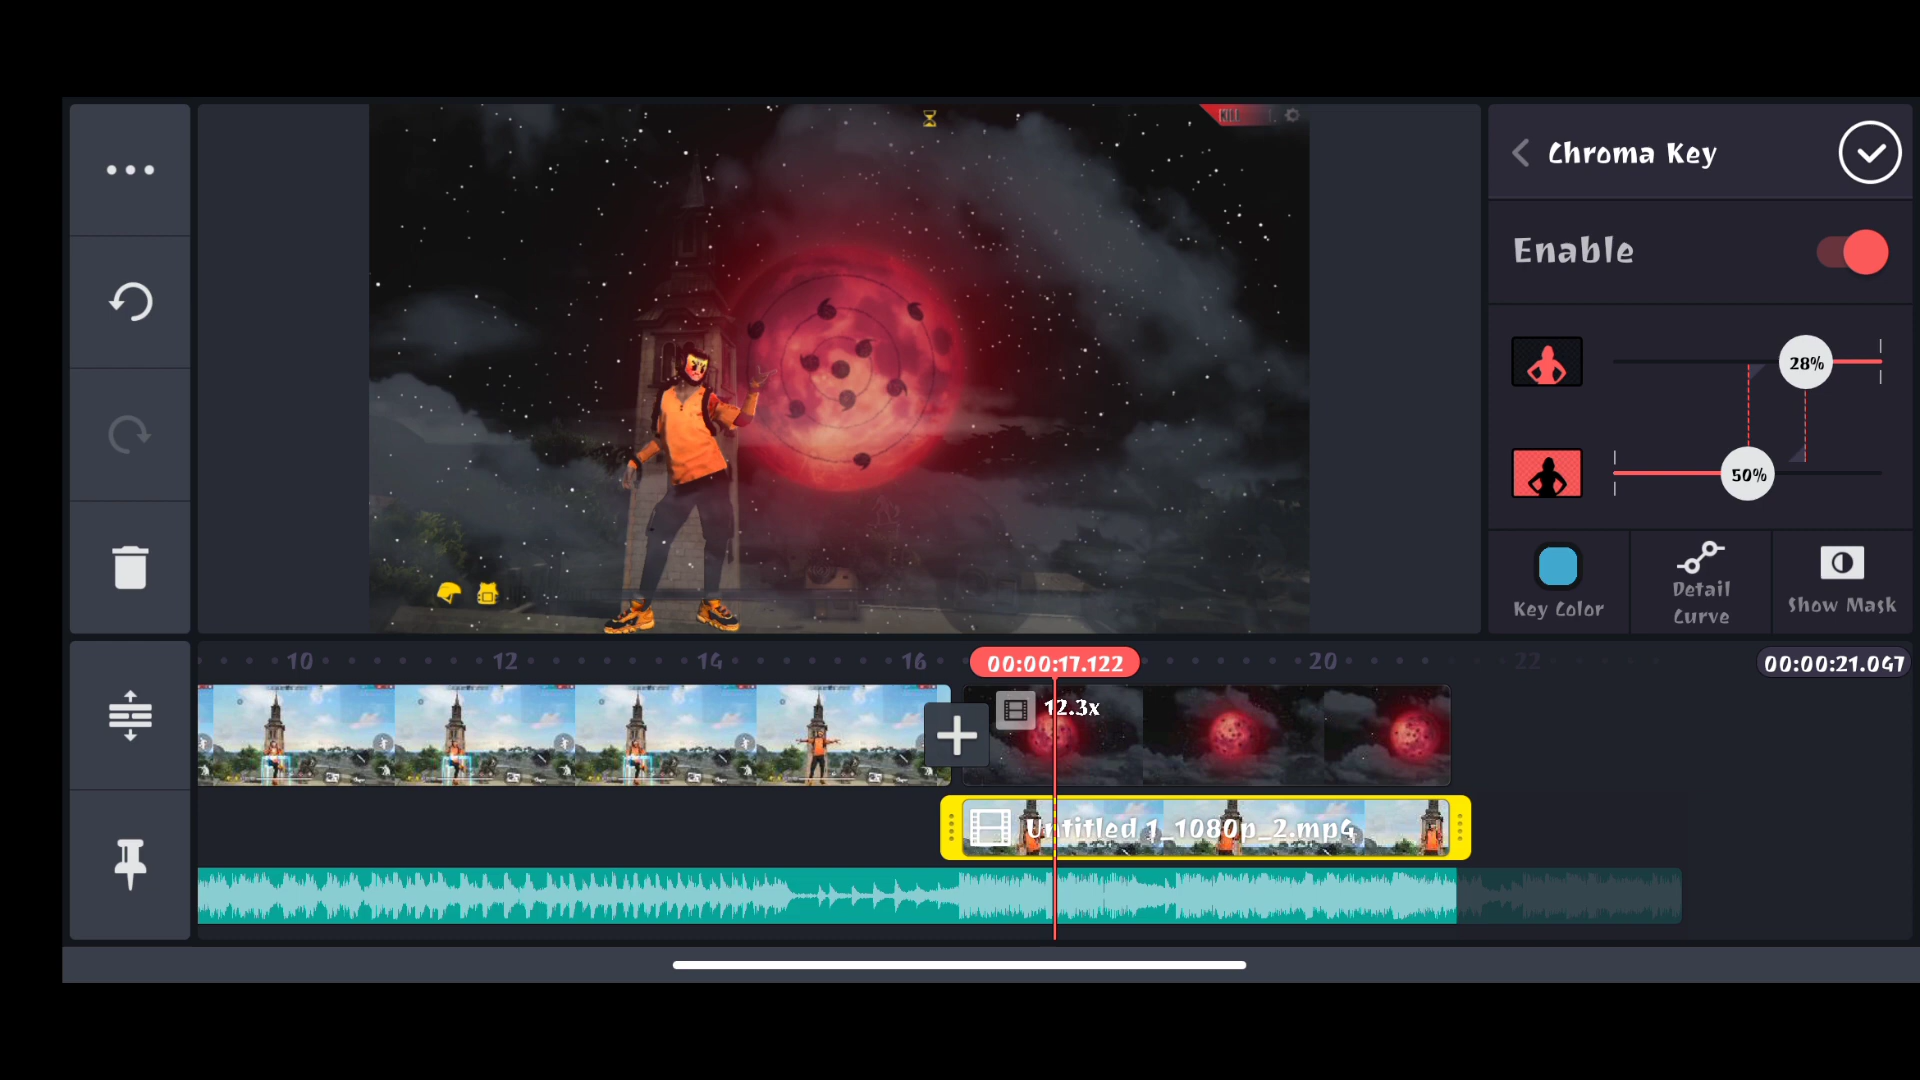 KILL
Chroma Key
Enable
28%
50%
Key Color
Detail
Curve
Show Mask
10
12
14
16
00:00:17.122
20
22
00:00:21.047
12.3x
Untitled 1_1080p_2.mp4